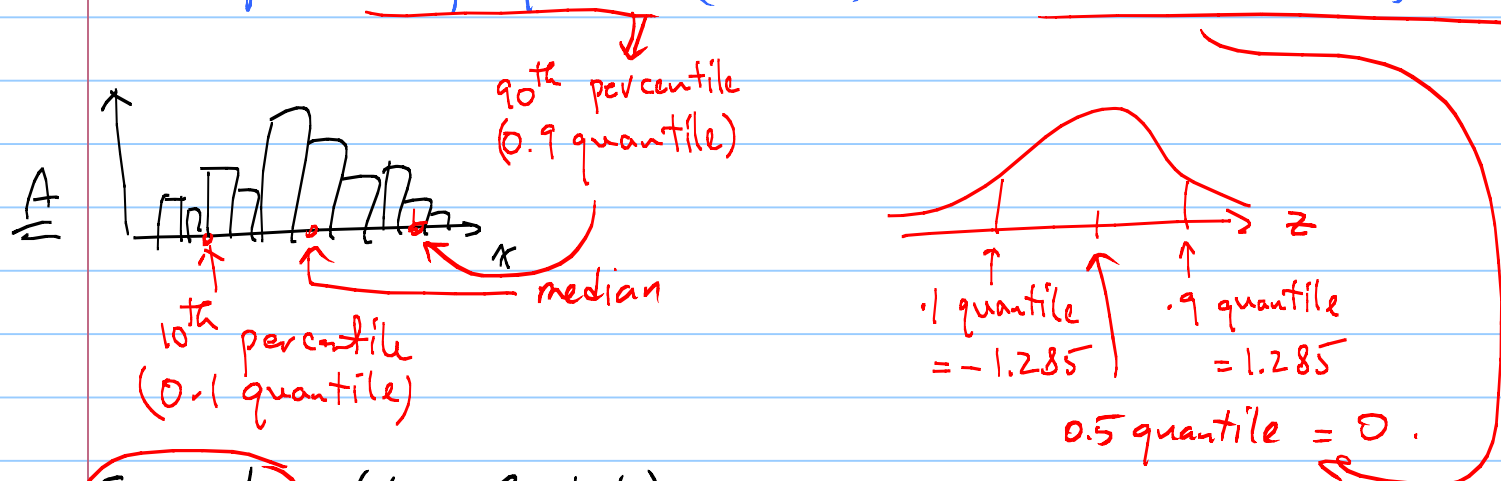 90th percentile
(0.9 quantile)
A
x
z
median
10th percentile
(0.1 quantile)
.1 quantile
= -1.285
.9 quantile
= 1.285
0.5 quantile = 0.